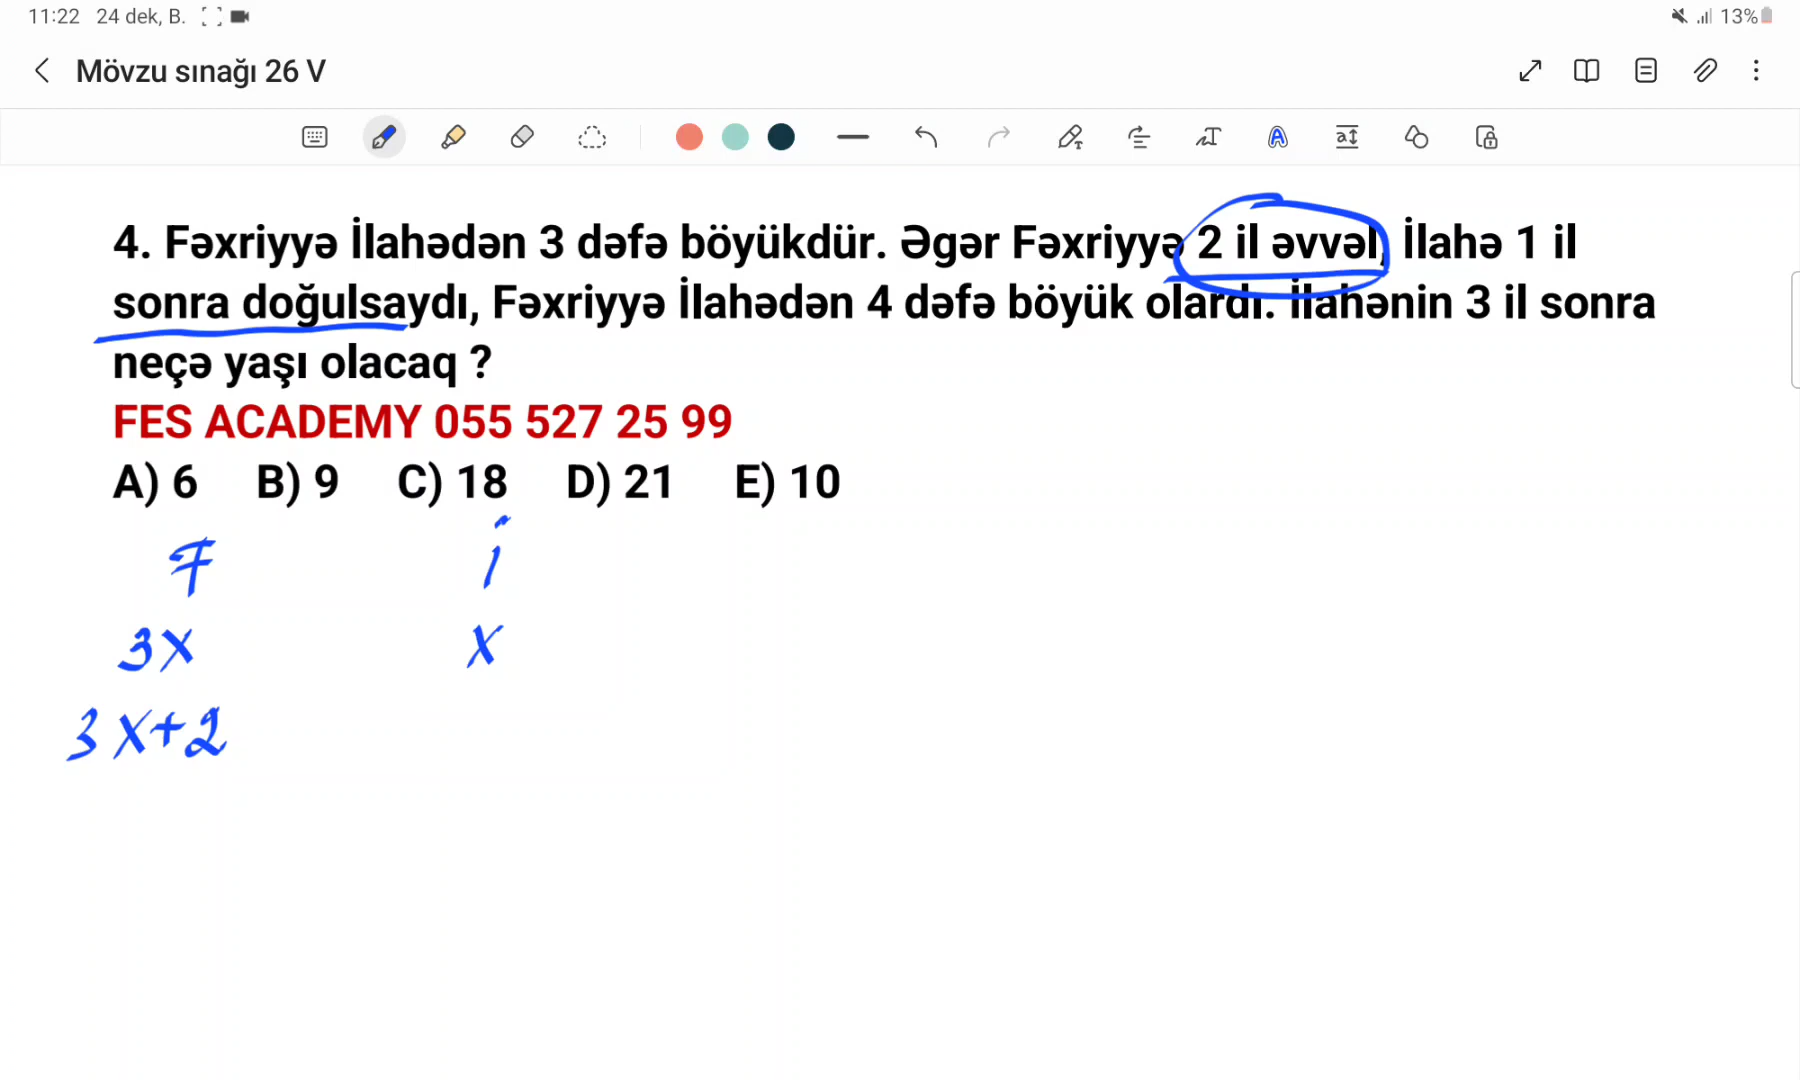 11:22 24 dek, B. 13%
Mövzu sınağı 26 V
4. Fəxriyyə İlahədən 3 dəfə böyükdür. Əgər Fəxriyyə 2 il əvvəl, İlahə 1 il
sonra doğulsaydı, Fəxriyyə İlahədən 4 dəfə böyük olardı. İlahənin 3 il sonra
neçə yaşı olacaq ?
FES ACADEMY 055 527 25 99
A) 6 B) 9 C) 18 D) 21 E) 10
F İ
3x x
3x+2